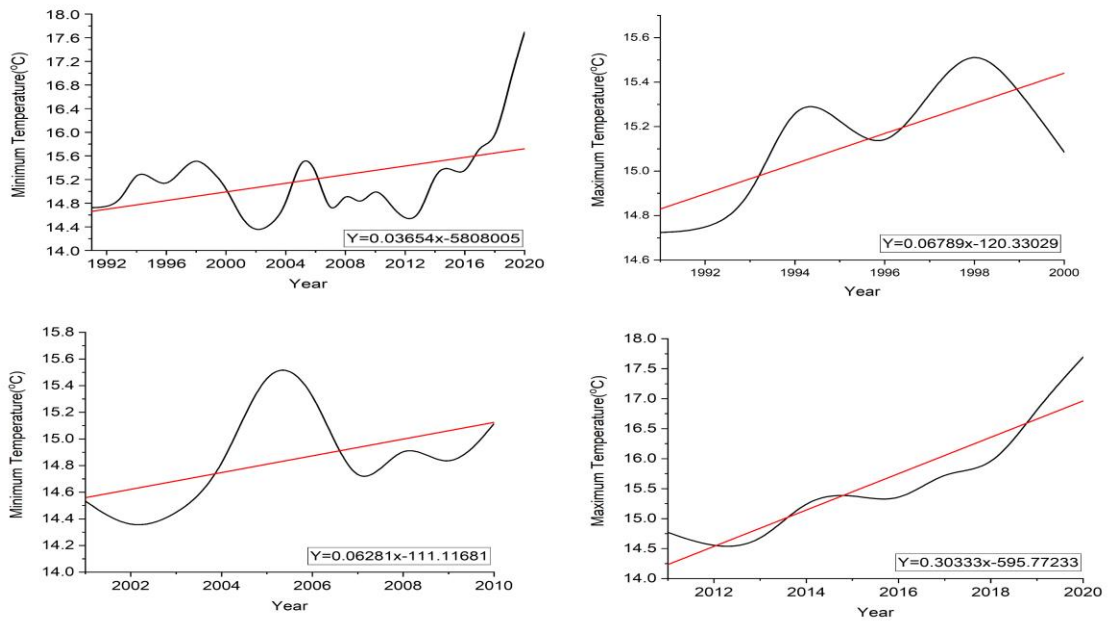 18.0
17.6
17.2
16.8
16.4
16.0
15.6
15.2
14.8
14.4
14.0
Minimum Temperature(⁰C)
Y=0.03654x-5808005
1992 1996 2000 2004 2008 2012 2016 2020
Year
15.6
15.4
15.2
15.0
14.8
14.6
Maximum Temperature(⁰C)
Y=0.06789x-120.33029
1992 1994 1996 1998 2000
Year
15.8
15.6
15.4
15.2
15.0
14.8
14.6
14.4
14.2
14.0
Minimum Temperature(⁰C)
Y=0.06281x-111.11681
2002 2004 2006 2008 2010
Year
18.0
17.5
17.0
16.5
16.0
15.5
15.0
14.5
14.0
Maximum Temperature(⁰C)
Y=0.30333x-595.77233
2012 2014 2016 2018 2020
Year